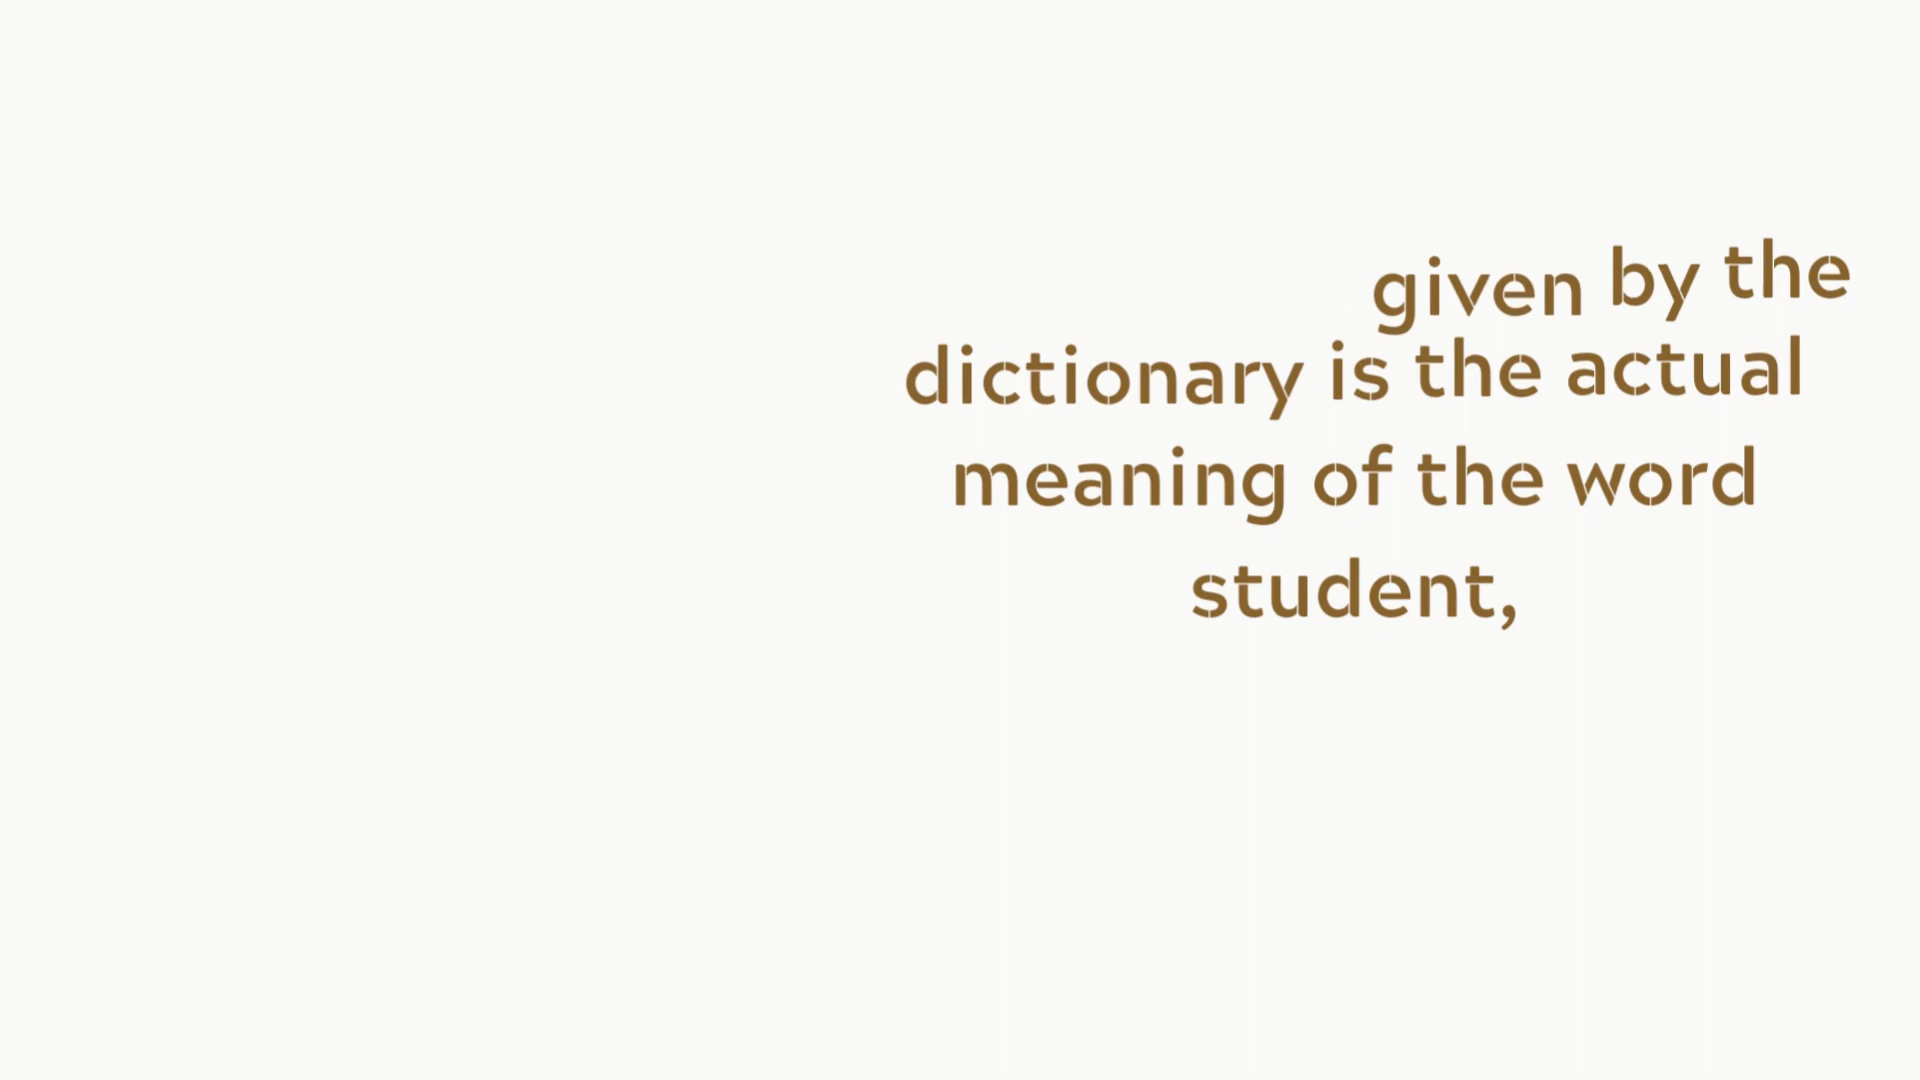 given by the
dictionary is the actual
meaning of the word
student,